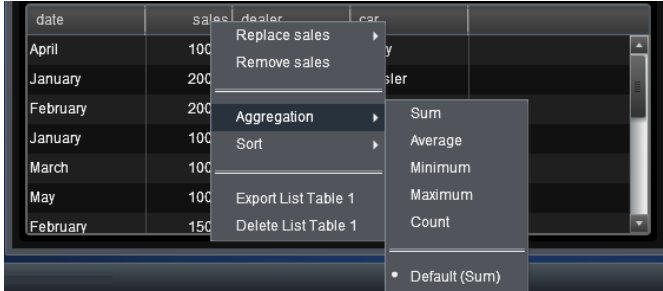 date sales dealer car
Replace sales
April 100 y
Remove sales
January 200 sler
February 200
Aggregation Sum
January 100 Sort Average
March 100 Minimum
May 100 Export List Table 1 Maximum
February 150 Delete List Table 1 Count
Default (Sum)